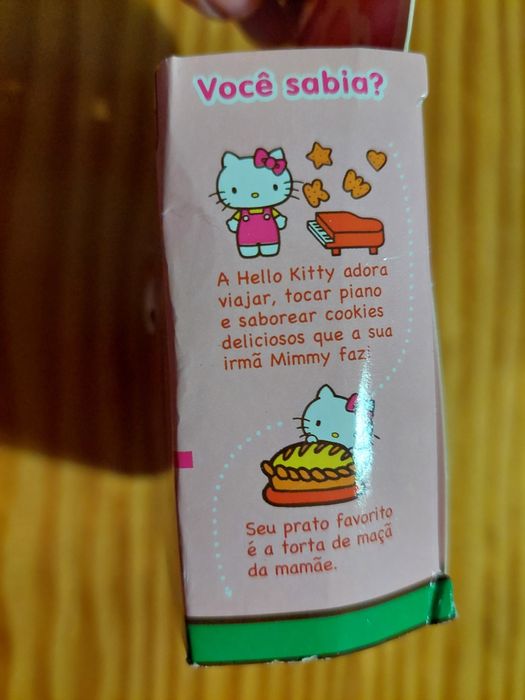 Você sabia?
A Hello Kitty adora
viajar, tocar piano
e saborear cookies
deliciosos que a sua
irmã Mimmy faz.
Seu prato favorito
é a torta de maçã
da mamãe.